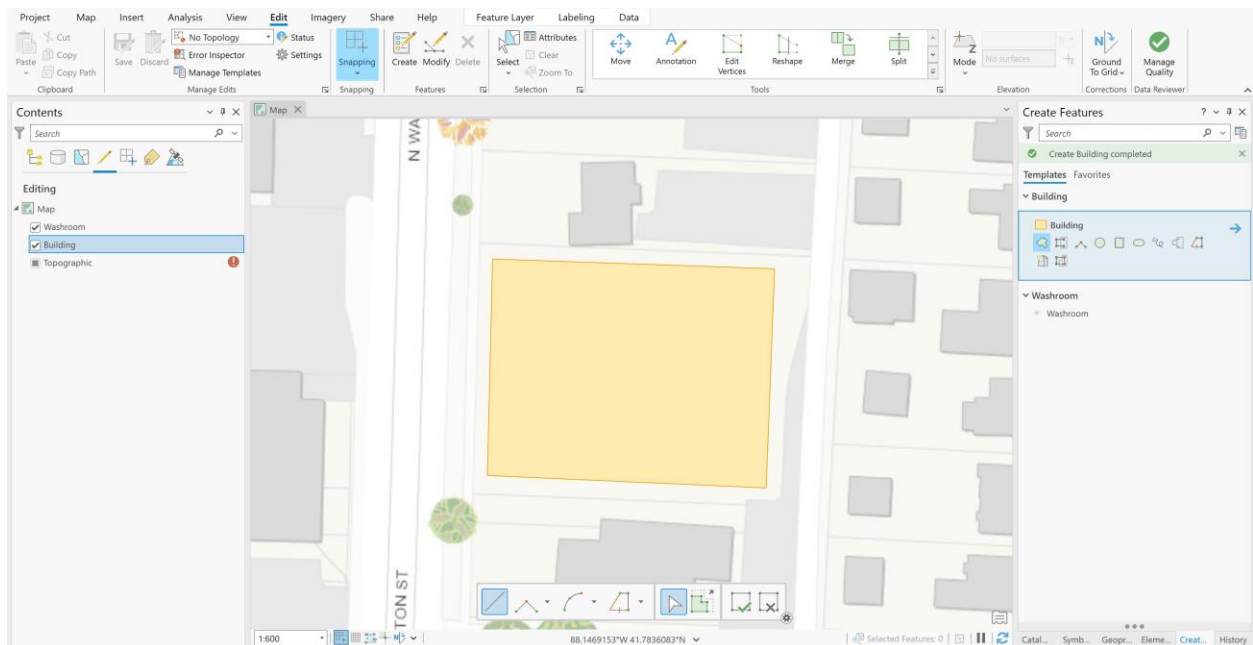 Project Map Insert Analysis View Edit Imagery Share Help Feature Layer Labeling Data
Paste
Cut
Copy
Copy Path
Clipboard
Save Discard
No Topology
Error Inspector
Manage Templates
Status
Settings
Manage Edits
Snapping
Snapping
Create Modify Delete
Features
Select
Attributes
Clear
Zoom To
Selection
Move Annotation Edit Vertices Reshape Merge Split
Tools
Mode
No surfaces
Elevation
Ground To Grid
Corrections
Manage Quality
Data Reviewer
Contents
Search
Editing
Map
Washroom
Building
Topographic
Map
N WA
TON ST
1:600
88.1469153°W 41.7836083°N
Selected Features: 0
Create Features
Search
Create Building completed
Templates Favorites
Building
Building
Washroom
Washroom
Catal... Symb... Geopr... Eleme... Creat... History